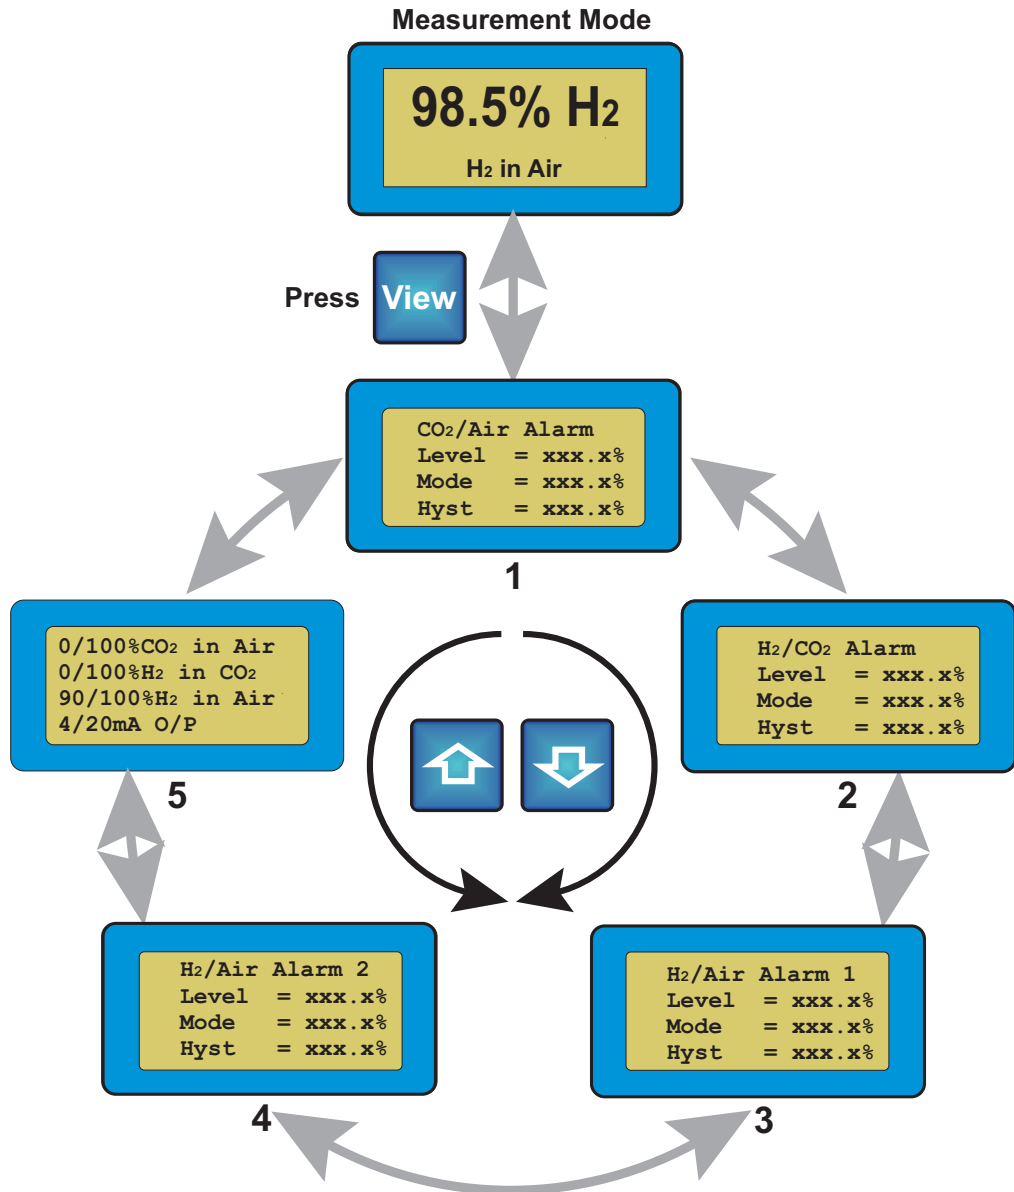 Measurement Mode
98.5% H2
H2 in Air
Press View
CO2/Air Alarm
Level = xxx.x%
Mode = xxx.x%
Hyst = xxx.x%
1
H2/CO2 Alarm
Level = xxx.x%
Mode = xxx.x%
Hyst = xxx.x%
2
H2/Air Alarm 1
Level = xxx.x%
Mode = xxx.x%
Hyst = xxx.x%
3
H2/Air Alarm 2
Level = xxx.x%
Mode = xxx.x%
Hyst = xxx.x%
4
0/100%CO2 in Air
0/100%H2 in CO2
90/100%H2 in Air
4/20mA O/P
5